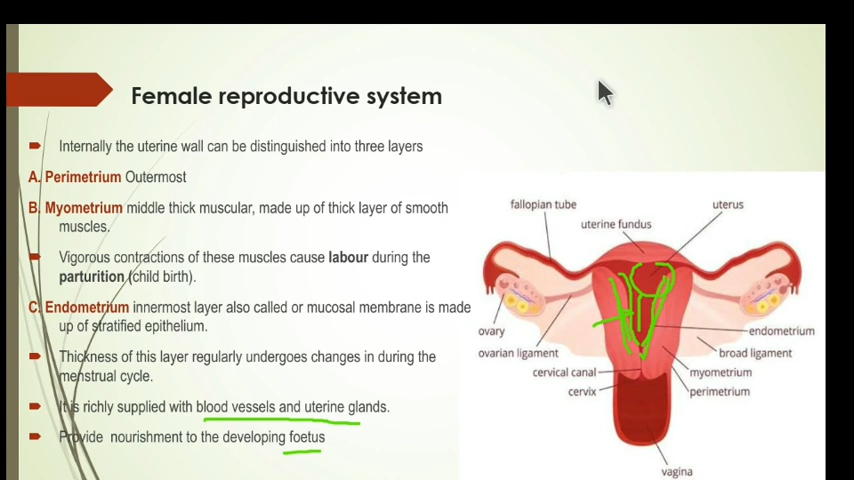 Female reproductive system
Internally the uterine wall can be distinguished into three layers
A. Perimetrium Outermost
B. Myometrium middle thick muscular, made up of thick layer of smooth
muscles.
Vigorous contractions of these muscles cause labour during the
parturition (child birth).
C. Endometrium innermost layer also called or mucosal membrane is made
up of stratified epithelium.
Thickness of this layer regularly undergoes changes in during the
menstrual cycle.
It is richly supplied with blood vessels and uterine glands.
Provide nourishment to the developing foetus
fallopian tube
uterus
uterine fundus
ovary
endometrium
ovarian ligament
broad ligament
cervical canal
myometrium
cervix
perimetrium
vagina